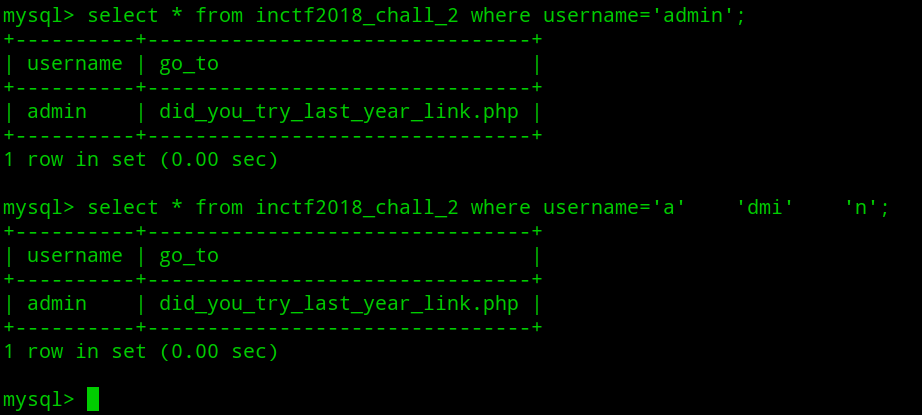 mysql> select * from inctf2018_chall_2 where username='admin';
+----------+--------------------------------+
| username | go_to                          |
+----------+--------------------------------+
| admin    | did_you_try_last_year_link.php |
+----------+--------------------------------+
1 row in set (0.00 sec)

mysql> select * from inctf2018_chall_2 where username='a'    'dmi'    'n';
+----------+--------------------------------+
| username | go_to                          |
+----------+--------------------------------+
| admin    | did_you_try_last_year_link.php |
+----------+--------------------------------+
1 row in set (0.00 sec)

mysql>